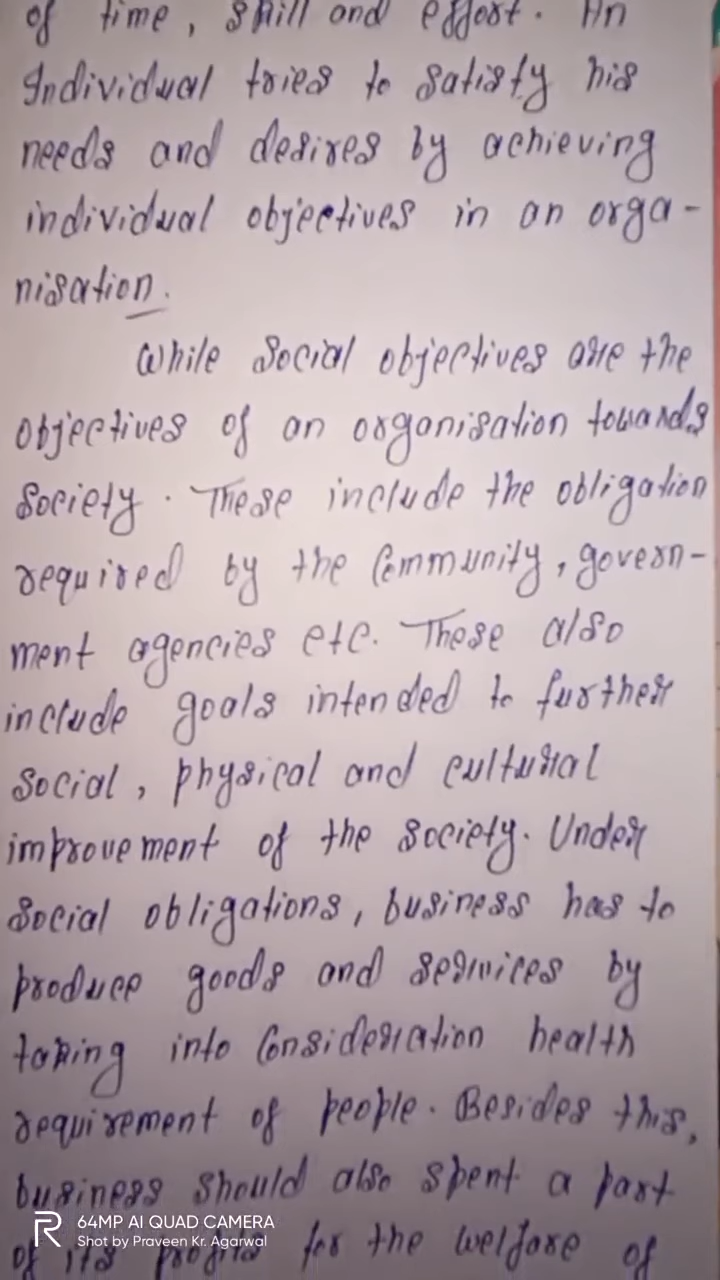 of time, skill and effort. An
Individual tries to satisfy his
needs and desires by achieving
individual objectives in an orga-
nisation.
While Social objectives are the
objectives of an organisation towards
Society. These include the obligation
required by the Community, govern-
ment agencies etc. These also
include goals intended to further
Social, physical and cultural
improvement of the society. Under
Social obligations, business has to
produce goods and services by
taking into Consideration health
requirement of people. Besides this,
business should also spent a part
of its profits for the welfare of
64MP AI QUAD CAMERA
Shot by Praveen Kr. Agarwal